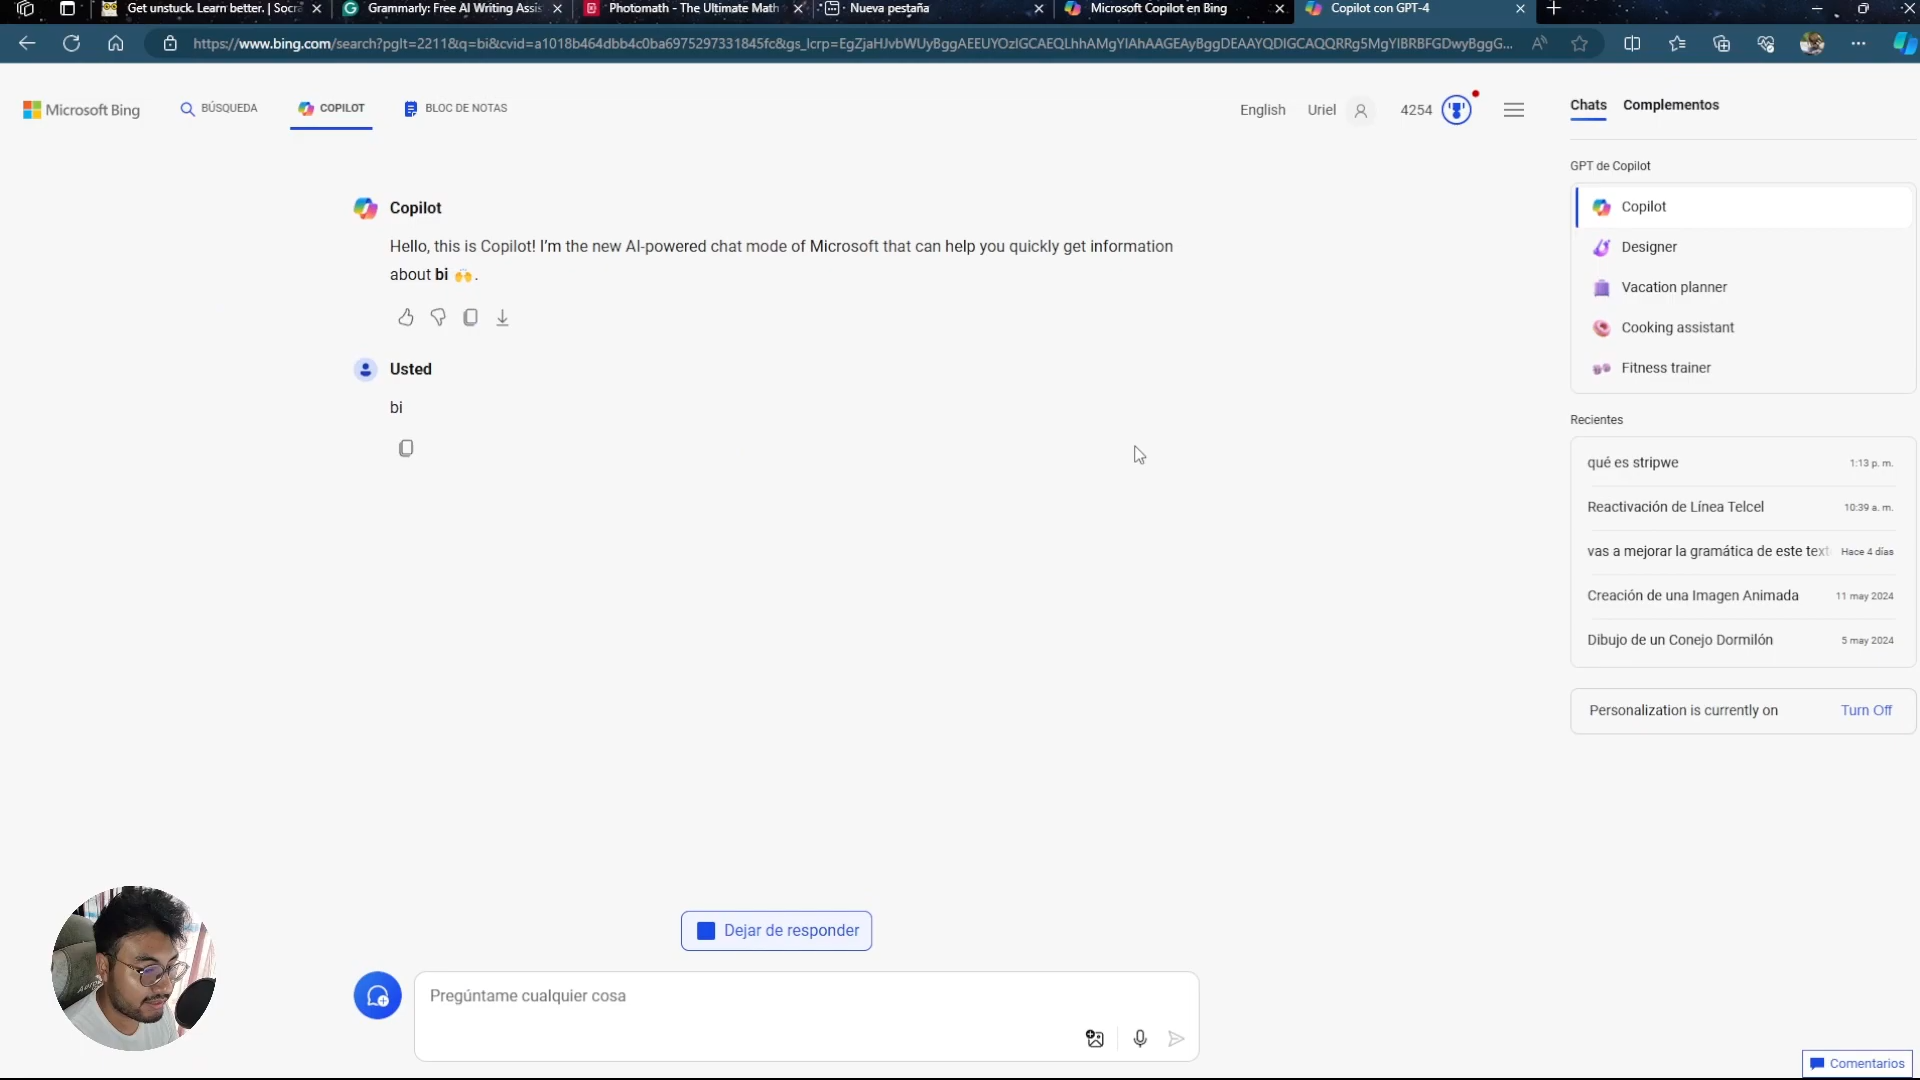 Get unstuck. Learn better. | Socra
Grammarly: Free AI Writing Assis
Photomath - The Ultimate Math
Nueva pestaña
Microsoft Copilot en Bing
Copilot con GPT-4
https://www.bing.com/search?pglt=2211&q=bi&cvid=a1018b464dbb4c0ba6975297331845fc&gs_lcrp=EgZjaHJvbWUyBggAEEUYOzIGCAEQLhhAMgYIAhAAGEAyBggDEAAYQDIGCAQQRRg5MgYIBRBFGDwyBggG...
Microsoft Bing
BÚSQUEDA
COPILOT
BLOC DE NOTAS
English
Uriel
4254
Chats
Complementos
Copilot
Hello, this is Copilot! I'm the new AI-powered chat mode of Microsoft that can help you quickly get information
about bi 🙌.
Usted
bi
GPT de Copilot
Copilot
Designer
Vacation planner
Cooking assistant
Fitness trainer
Recientes
qué es stripwe 1:13 p. m.
Reactivación de Línea Telcel 10:39 a. m.
vas a mejorar la gramática de este text Hace 4 días
Creación de una Imagen Animada 11 may 2024
Dibujo de un Conejo Dormilón 5 may 2024
Personalization is currently on Turn Off
Dejar de responder
Pregúntame cualquier cosa
Comentarios